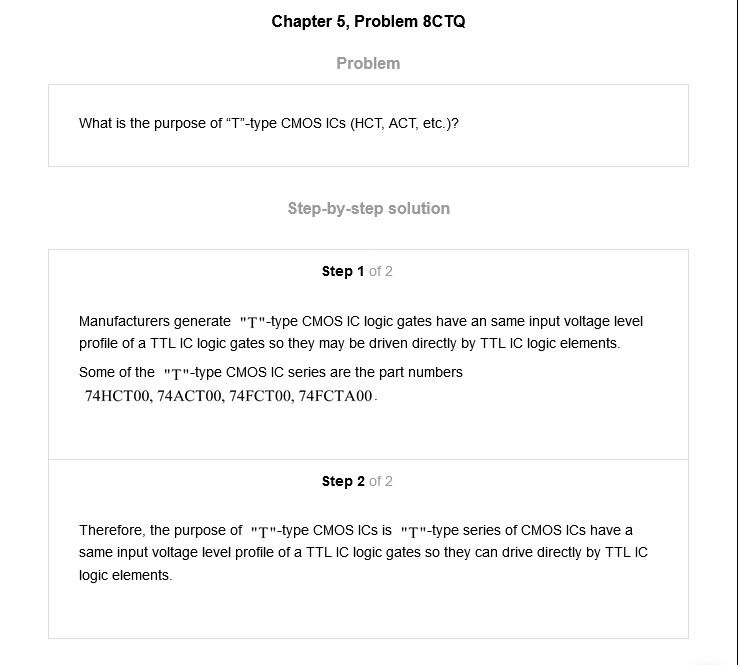 Chapter 5, Problem 8CTQ
Problem
What is the purpose of “T”-type CMOS ICs (HCT, ACT, etc.)?
Step-by-step solution
Step 1 of 2
Manufacturers generate "T"-type CMOS IC logic gates have an same input voltage level
profile of a TTL IC logic gates so they may be driven directly by TTL IC logic elements.
Some of the "T"-type CMOS IC series are the part numbers
74HCT00, 74ACT00, 74FCT00, 74FCTA00.
Step 2 of 2
Therefore, the purpose of "T"-type CMOS ICs is "T"-type series of CMOS ICs have a
same input voltage level profile of a TTL IC logic gates so they can drive directly by TTL IC
logic elements.